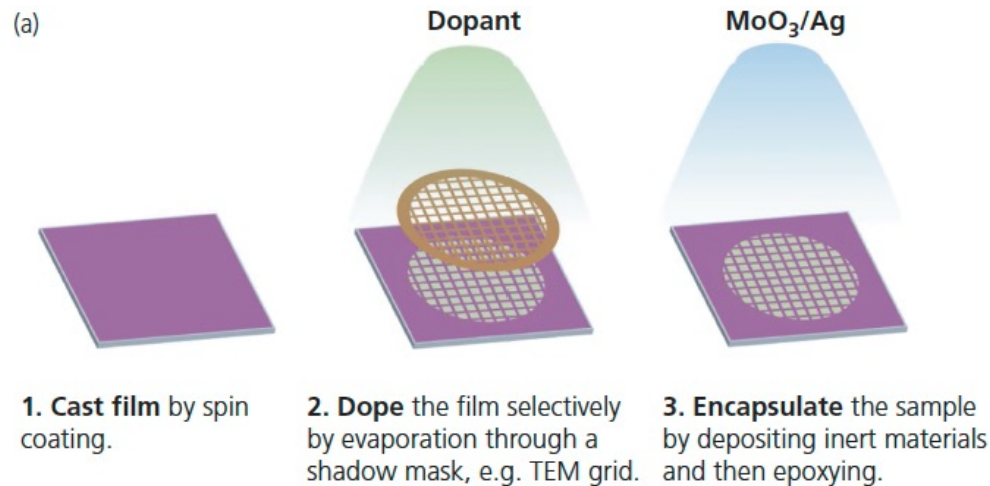 (a)
Dopant
MoO₃/Ag
1. Cast film by spin
coating.
2. Dope the film selectively
by evaporation through a
shadow mask, e.g. TEM grid.
3. Encapsulate the sample
by depositing inert materials
and then epoxying.